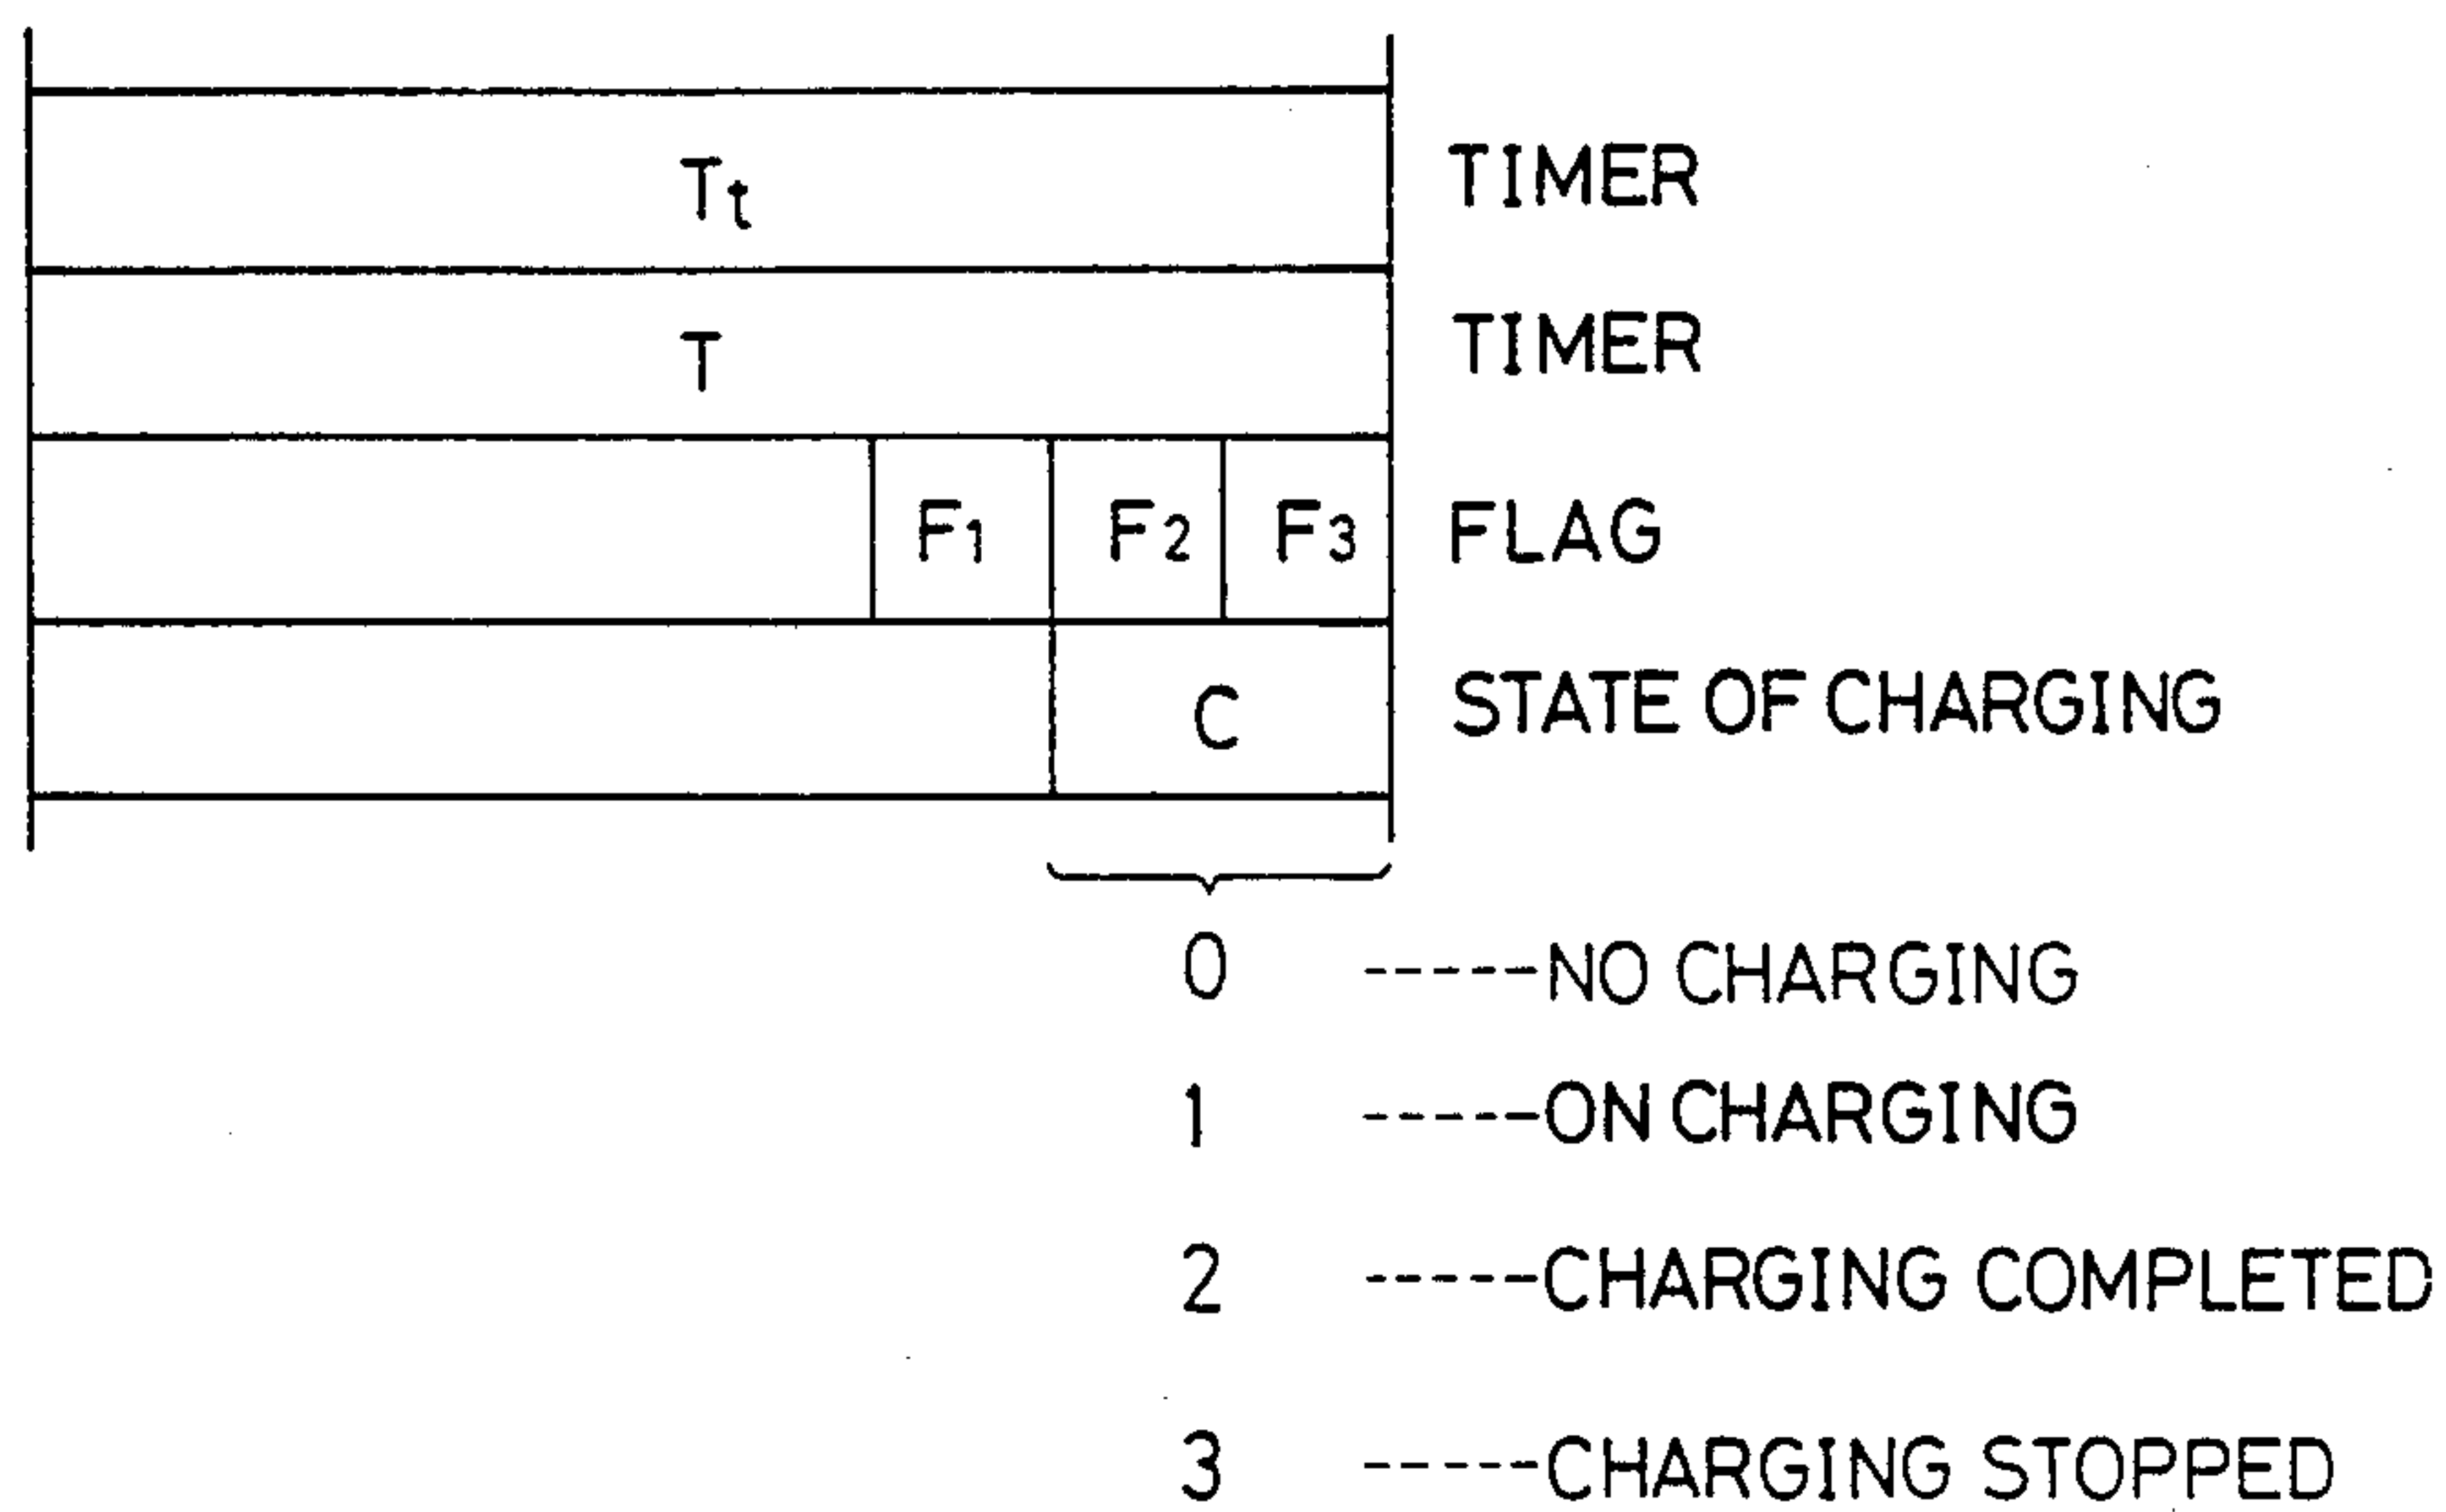 Tt TIMER
T TIMER
F1 F2 F3 FLAG
C STATE OF CHARGING
0 -----NO CHARGING
1 -----ON CHARGING
2 -----CHARGING COMPLETED
3 -----CHARGING STOPPED